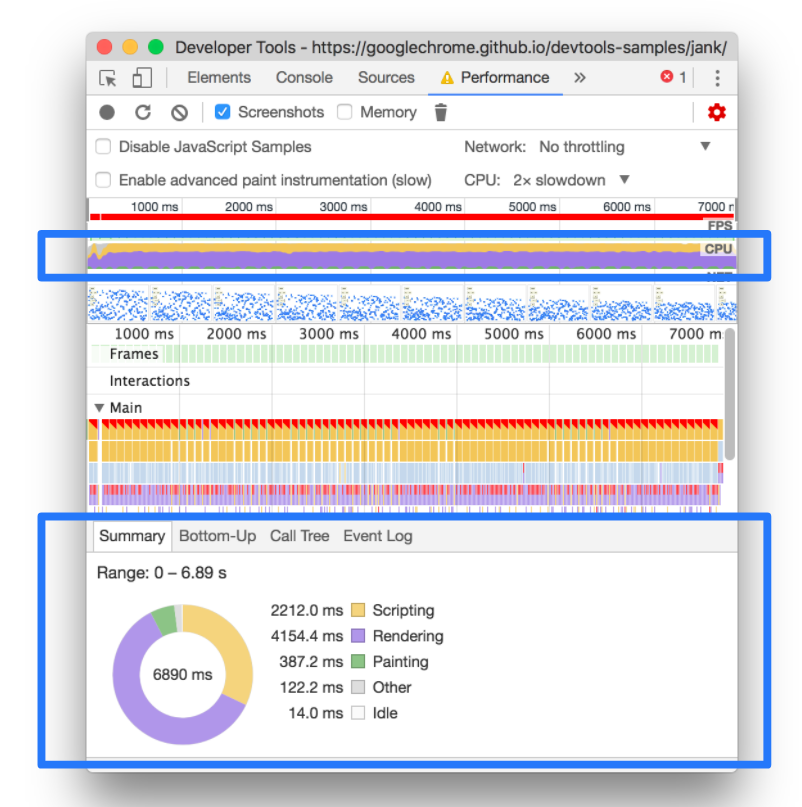 Developer Tools - https://googlechrome.github.io/devtools-samples/jank/
Elements Console Sources Performance » 1
Screenshots Memory
Disable JavaScript Samples Network: No throttling
Enable advanced paint instrumentation (slow) CPU: 2× slowdown
1000 ms 2000 ms 3000 ms 4000 ms 5000 ms 6000 ms 7000
FPS
CPU
NET
1000 ms 2000 ms 3000 ms 4000 ms 5000 ms 6000 ms 7000 m
Frames
Interactions
Main
Summary Bottom-Up Call Tree Event Log
Range: 0 – 6.89 s
2212.0 ms Scripting
4154.4 ms Rendering
6890 ms
387.2 ms Painting
122.2 ms Other
14.0 ms Idle